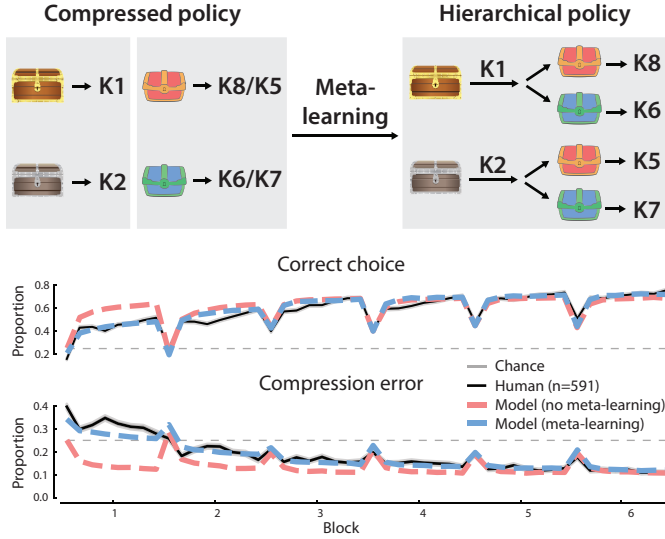 Compressed policy
Hierarchical policy
K1
K8/K5
K2
K6/K7
Meta-
learning
K1
K8
K6
K2
K5
K7
Correct choice
Proportion
0.8
0.6
0.4
0.2
Chance
Human (n=591)
Model (no meta-learning)
Model (meta-learning)
Compression error
Proportion
0.4
0.3
0.2
0.1
0.0
1 2 3 4 5 6
Block